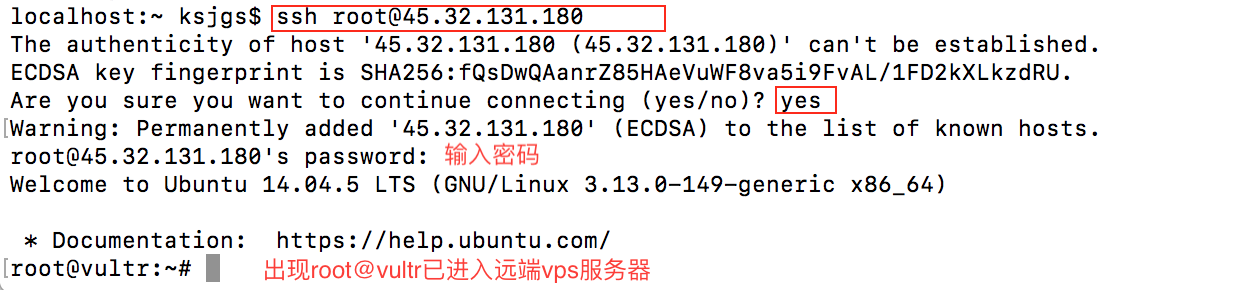 localhost:~ ksjgs$ ssh root@45.32.131.180
The authenticity of host '45.32.131.180 (45.32.131.180)' can't be established.
ECDSA key fingerprint is SHA256:fQsDwQAanrZ85HAeVuWF8va5i9FvAL/1FD2kXLkzdRU.
Are you sure you want to continue connecting (yes/no)? yes
[Warning: Permanently added '45.32.131.180' (ECDSA) to the list of known hosts.
root@45.32.131.180's password: 输入密码
Welcome to Ubuntu 14.04.5 LTS (GNU/Linux 3.13.0-149-generic x86_64)
* Documentation:  https://help.ubuntu.com/
[root@vultr:~# 出现root@vultr已进入远端vps服务器